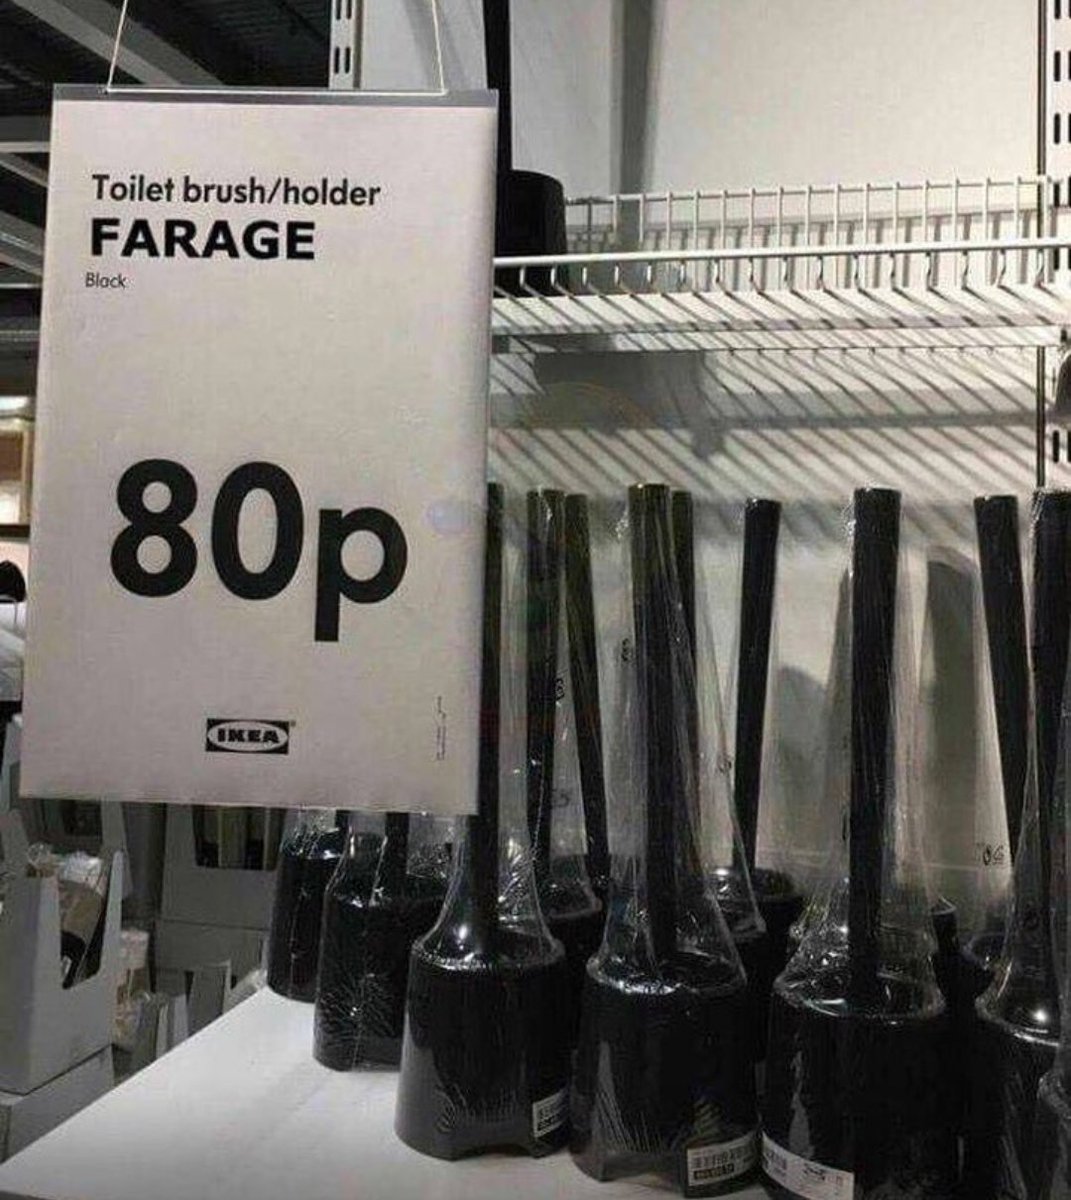 Toilet brush/holder
FARAGE
Black
80p
IKEA